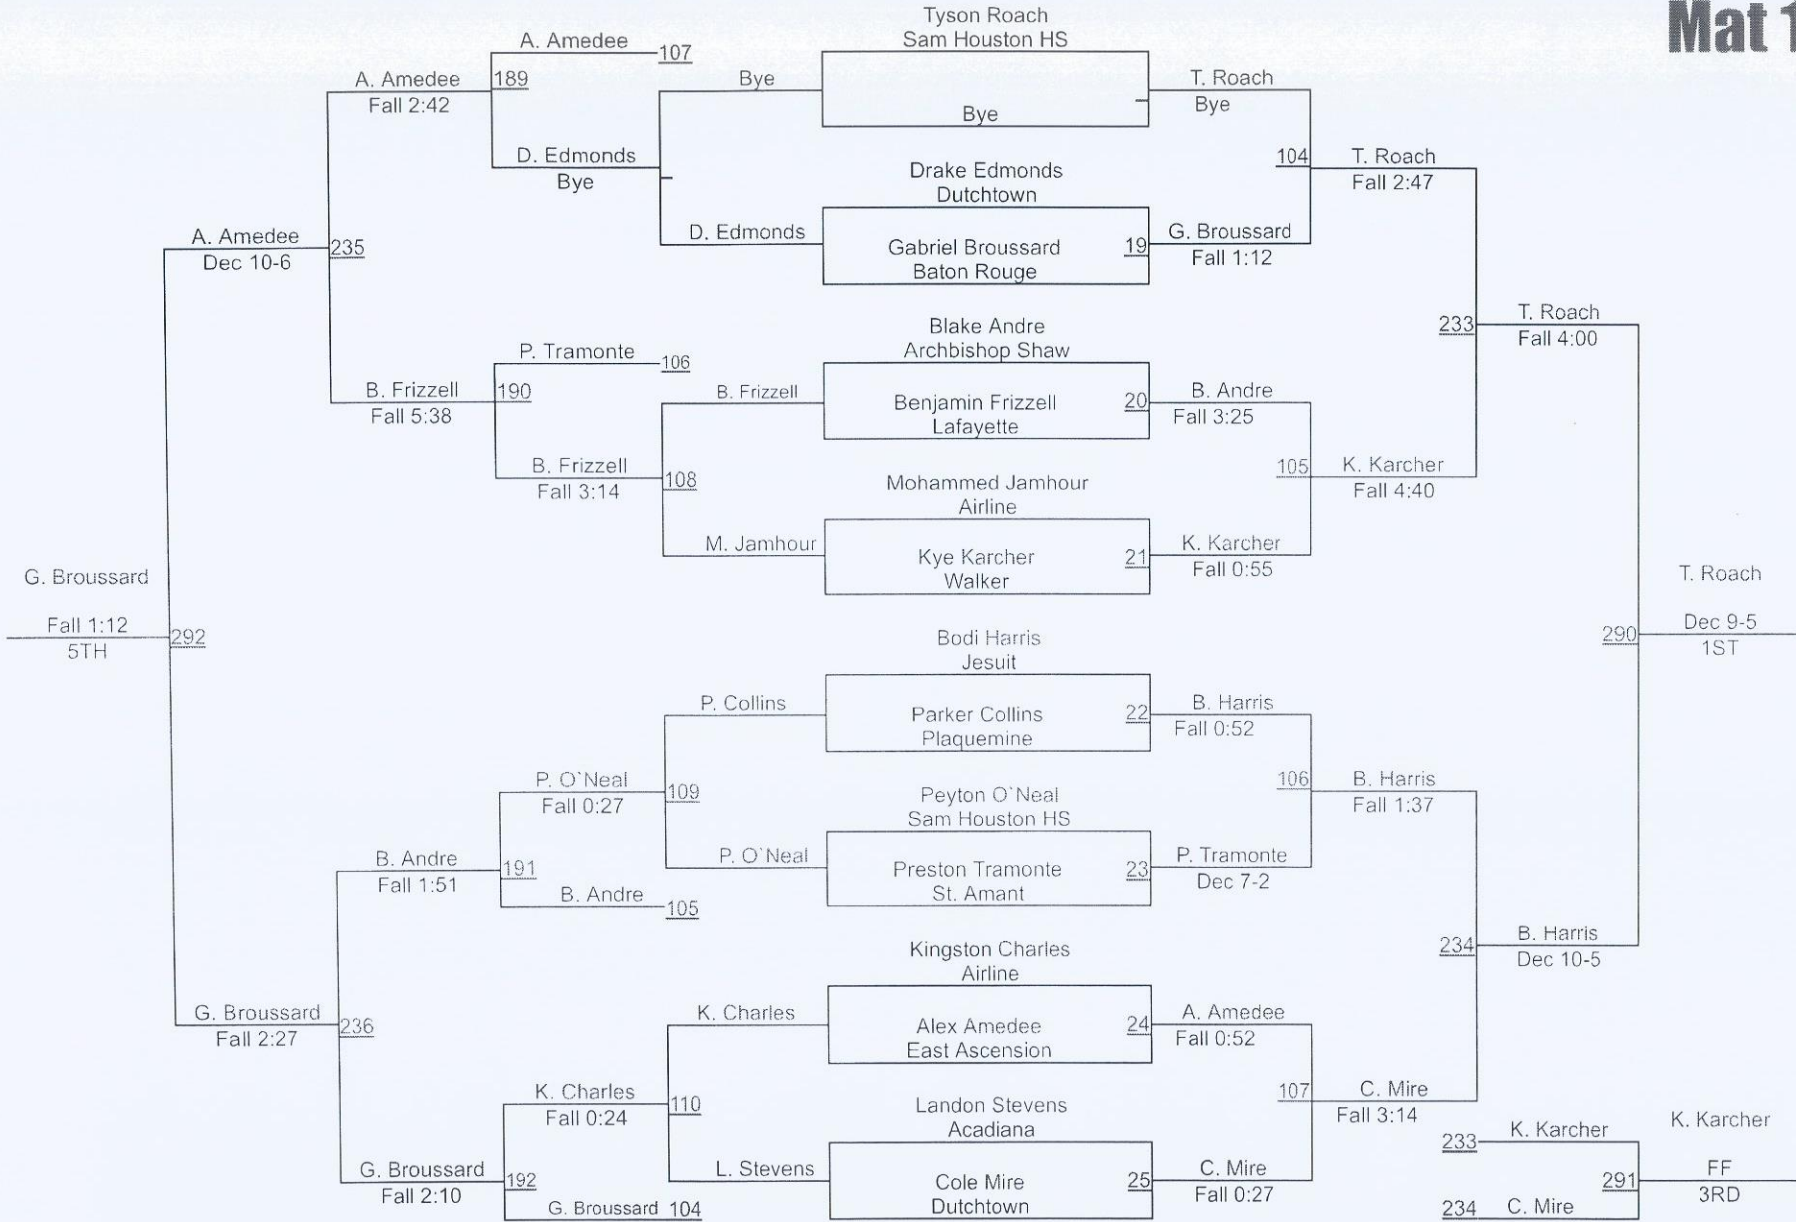 Mat 1
Tyson Roach
Sam Houston HS
Bye
Drake Edmonds
Dutchtown
Gabriel Broussard
Baton Rouge
19
Blake Andre
Archbishop Shaw
Benjamin Frizzell
Lafayette
20
Mohammed Jamhour
Airline
Kye Karcher
Walker
21
Bodi Harris
Jesuit
Parker Collins
Plaquemine
22
Peyton O`Neal
Sam Houston HS
Preston Tramonte
St. Amant
23
Kingston Charles
Airline
Alex Amedee
East Ascension
24
Landon Stevens
Acadiana
Cole Mire
Dutchtown
25
T. Roach
Bye
G. Broussard
Fall 1:12
B. Andre
Fall 3:25
K. Karcher
Fall 0:55
B. Harris
Fall 0:52
P. Tramonte
Dec 7-2
A. Amedee
Fall 0:52
C. Mire
Fall 0:27
104
T. Roach
Fall 2:47
105
K. Karcher
Fall 4:40
106
B. Harris
Fall 1:37
107
C. Mire
Fall 3:14
233
T. Roach
Fall 4:00
234
B. Harris
Dec 10-5
290
T. Roach
Dec 9-5
1ST
233
K. Karcher
234
C. Mire
291
K. Karcher
FF
3RD
Bye
D. Edmonds
B. Frizzell
M. Jamhour
P. Collins
P. O`Neal
K. Charles
L. Stevens
A. Amedee
107
D. Edmonds
Bye
P. Tramonte
106
B. Frizzell
Fall 3:14
108
P. O`Neal
Fall 0:27
109
B. Andre
105
K. Charles
Fall 0:24
110
G. Broussard
104
A. Amedee
Fall 2:42
189
B. Frizzell
Fall 5:38
190
B. Andre
Fall 1:51
191
G. Broussard
Fall 2:10
192
A. Amedee
Dec 10-6
235
G. Broussard
Fall 2:27
236
G. Broussard
Fall 1:12
5TH
292